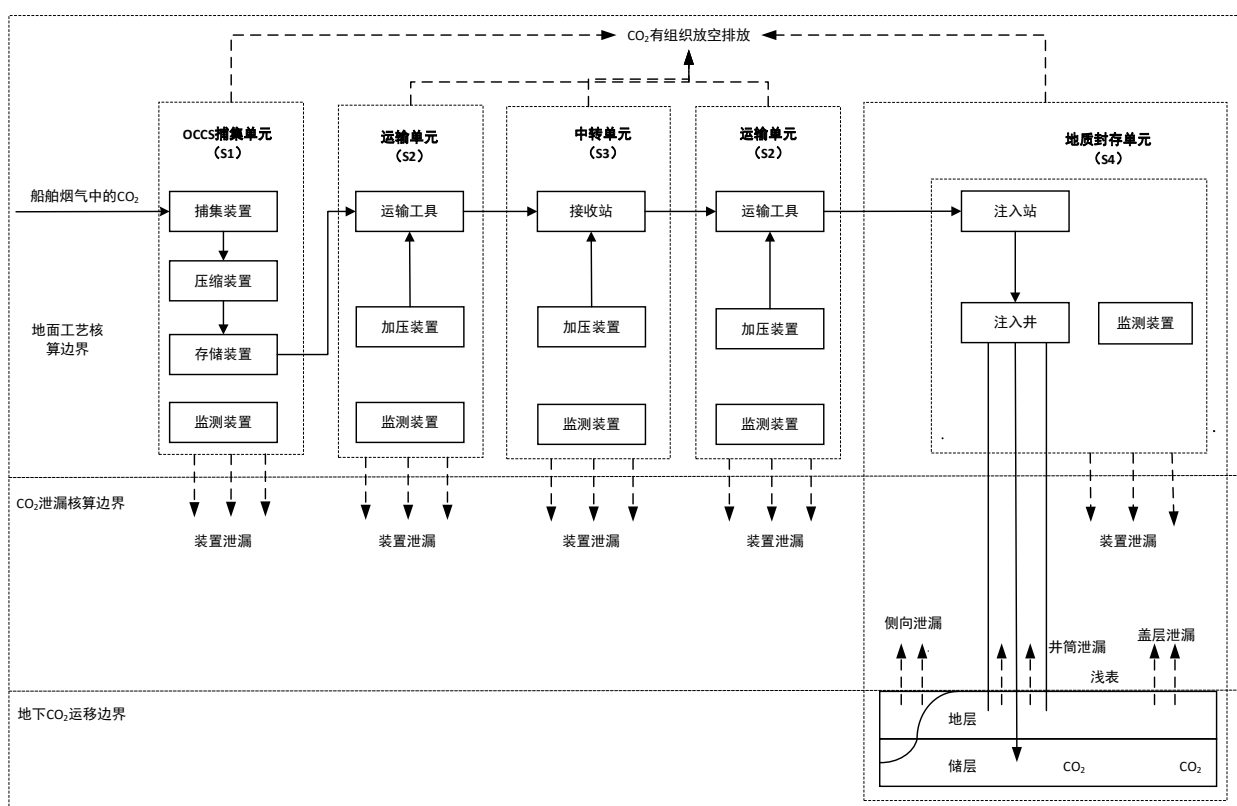 CO₂有组织放空排放
OCCS捕集单元
（S1）
运输单元
（S2）
中转单元
（S3）
运输单元
（S2）
地质封存单元
（S4）
船舶烟气中的CO₂
捕集装置
运输工具
接收站
运输工具
注入站
压缩装置
地面工艺核
算边界
加压装置
加压装置
加压装置
注入井
监测装置
存储装置
监测装置
监测装置
监测装置
监测装置
CO₂泄漏核算边界
装置泄漏
装置泄漏
装置泄漏
装置泄漏
装置泄漏
侧向泄漏
井筒泄漏
盖层泄漏
浅表
地下CO₂运移边界
地层
储层
CO₂
CO₂